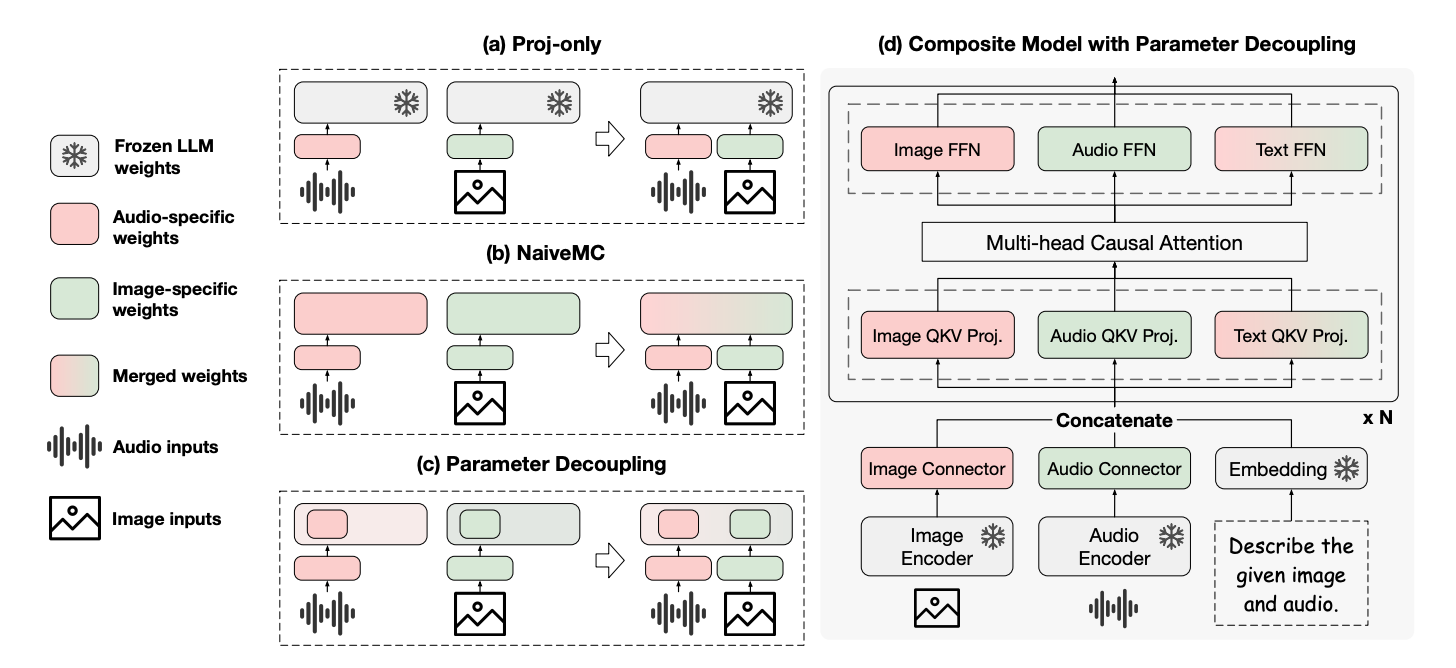 (a) Proj-only
(d) Composite Model with Parameter Decoupling
Frozen LLM
weights
Audio-specific
weights
Image-specific
weights
Merged weights
Audio inputs
Image inputs
(b) NaiveMC
(c) Parameter Decoupling
Image FFN
Audio FFN
Text FFN
Multi-head Causal Attention
Image QKV Proj.
Audio QKV Proj.
Text QKV Proj.
Concatenate
x N
Image Connector
Audio Connector
Embedding
Image
Encoder
Audio
Encoder
Describe the
given image
and audio.